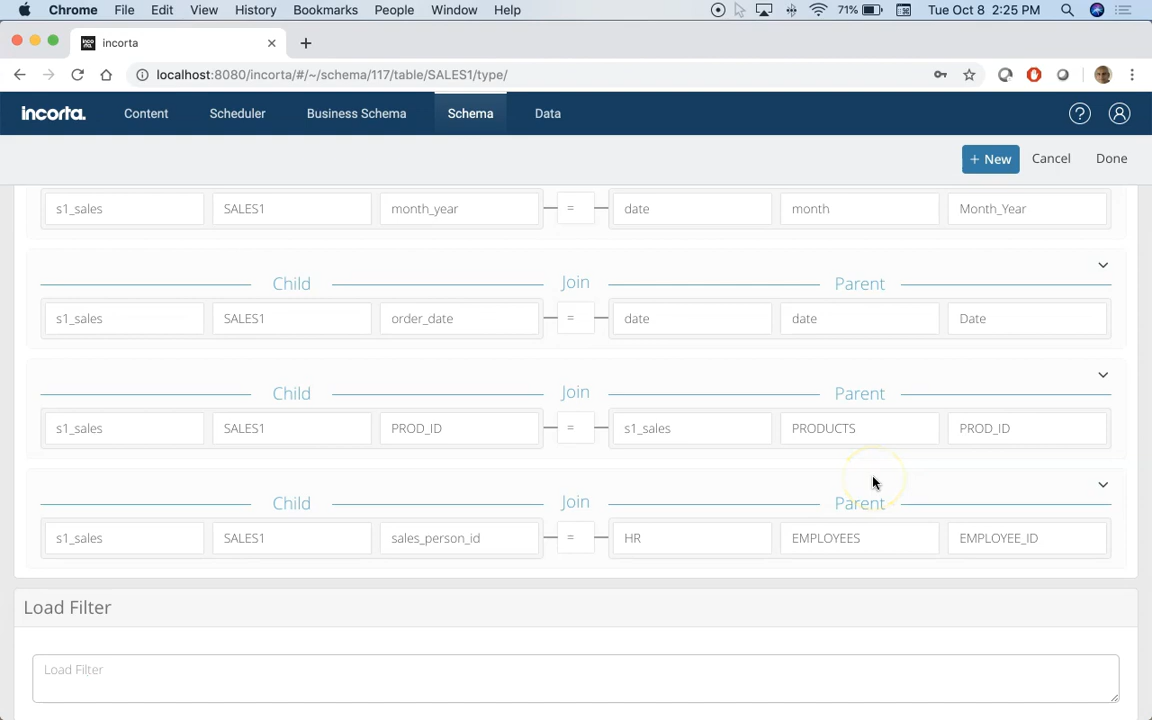 Chrome File Edit View History Bookmarks People Window Help 71% Tue Oct 8 2:25 PM
incorta
localhost:8080/incorta/#/~/schema/117/table/SALES1/type/
incorta. Content Scheduler Business Schema Schema Data
+ New Cancel Done
s1_sales SALES1 month_year = date month Month_Year
Child Join Parent
s1_sales SALES1 order_date = date date Date
Child Join Parent
s1_sales SALES1 PROD_ID = s1_sales PRODUCTS PROD_ID
Child Join Parent
s1_sales SALES1 sales_person_id = HR EMPLOYEES EMPLOYEE_ID
Load Filter
Load Filter